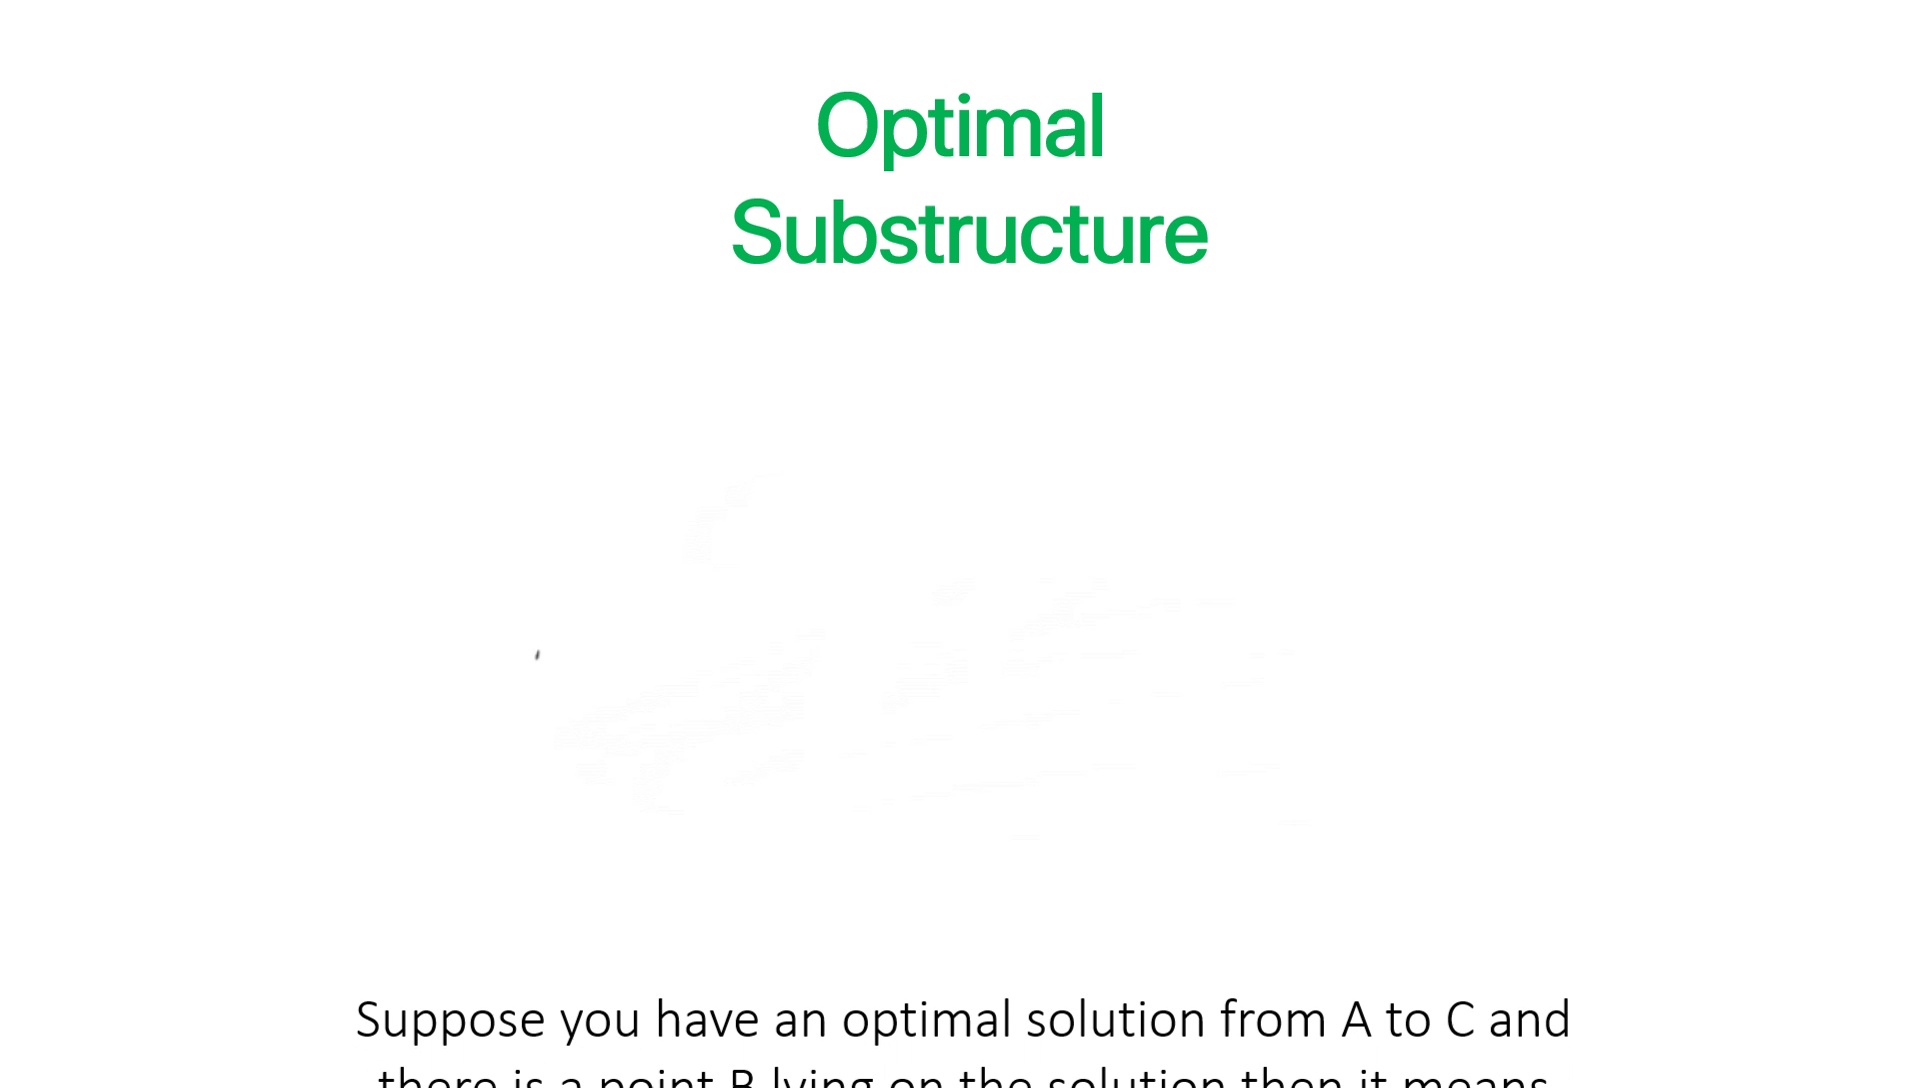 Optimal
Substructure
Suppose you have an optimal solution from A to C and
there is a point B lying on the solution then it means